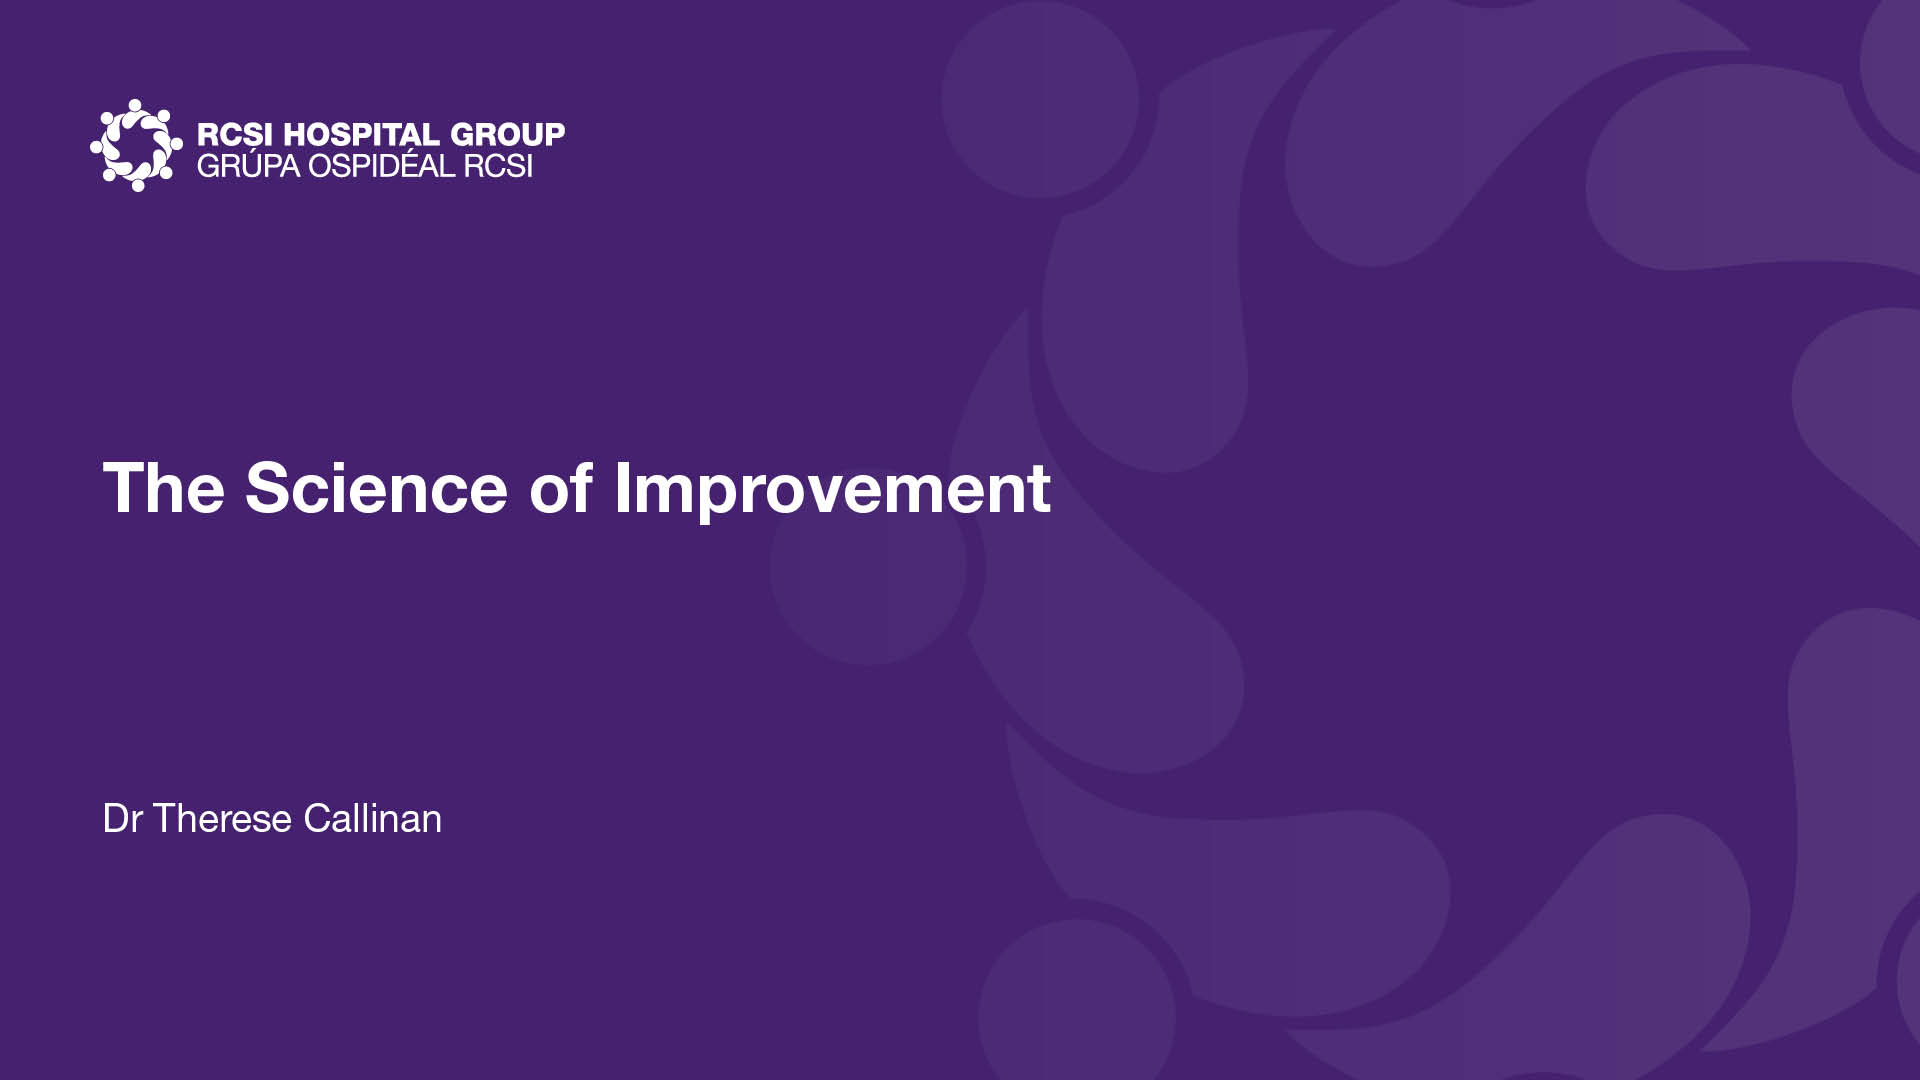 RCSI HOSPITAL GROUP
GRÚPA OSPIDÉAL RCSI
The Science of Improvement
Dr Therese Callinan